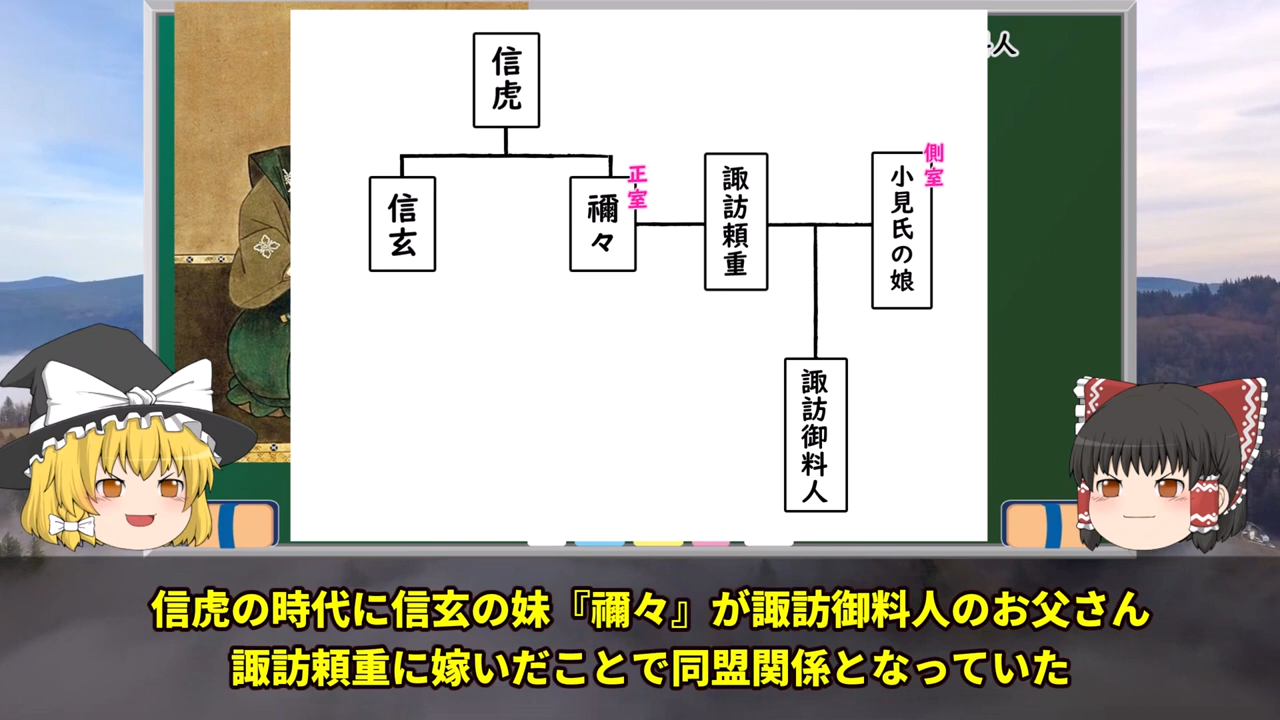 信虎
信玄
禰々
正室
諏訪頼重
小見氏の娘
側室
諏訪御料人
人
信虎の時代に信玄の妹『禰々』が諏訪御料人のお父さん
諏訪頼重に嫁いだことで同盟関係となっていた